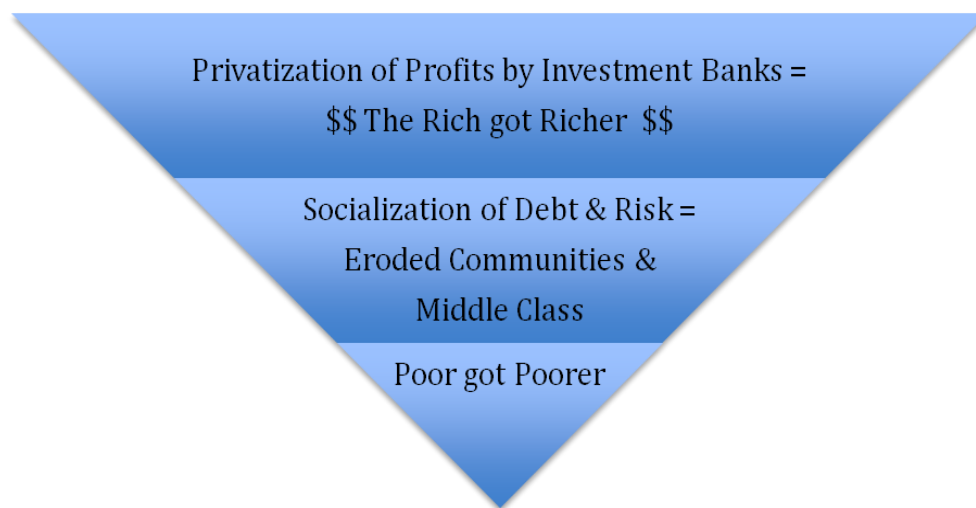 Privatization of Profits by Investment Banks =
$$ The Rich got Richer $$
Socialization of Debt & Risk =
Eroded Communities &
Middle Class
Poor got Poorer